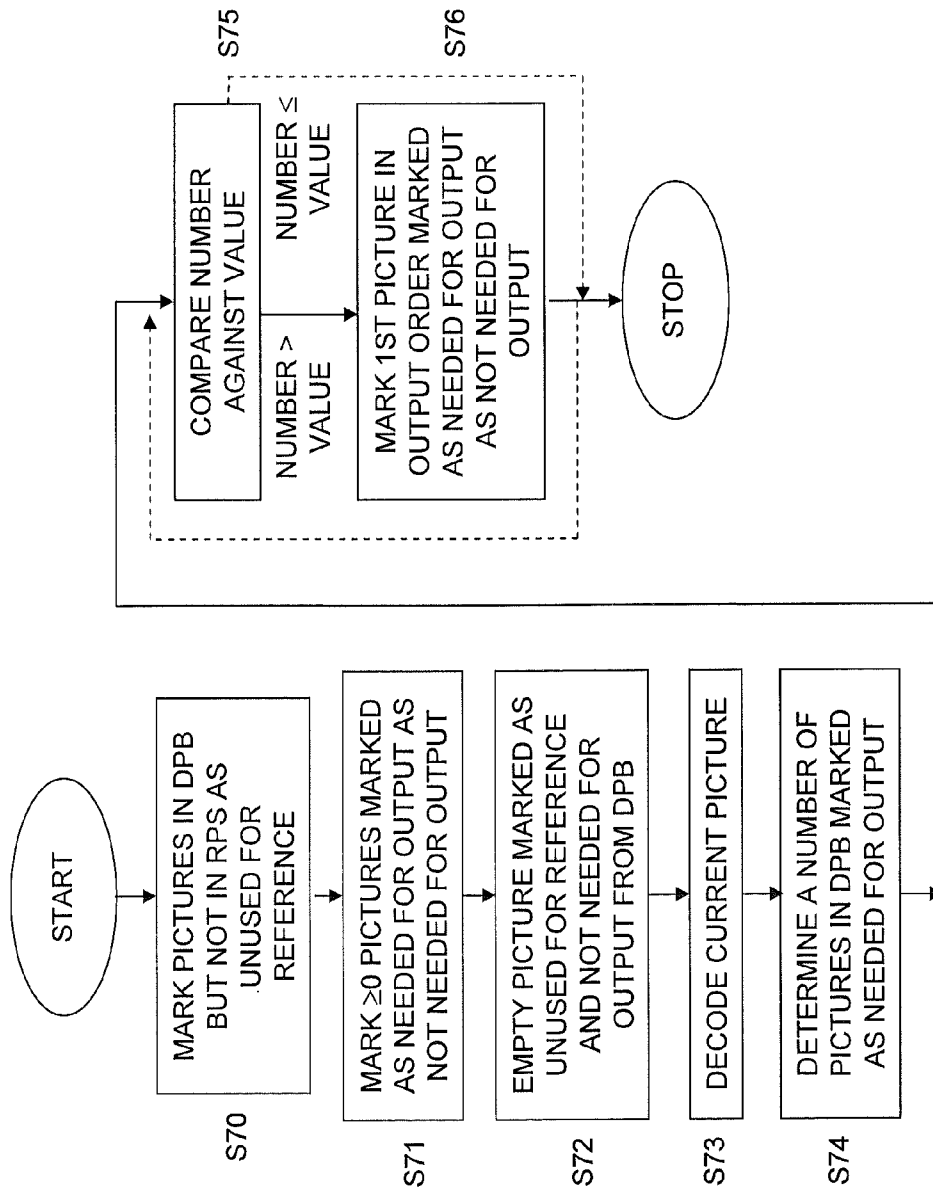 START
MARK PICTURES IN DPB
BUT NOT IN RPS AS
UNUSED FOR
REFERENCE
S70
MARK ≥0 PICTURES MARKED
AS NEEDED FOR OUTPUT AS
NOT NEEDED FOR OUTPUT
S71
EMPTY PICTURE MARKED AS
UNUSED FOR REFERENCE
AND NOT NEEDED FOR
OUTPUT FROM DPB
S72
DECODE CURRENT PICTURE
S73
DETERMINE A NUMBER OF
PICTURES IN DPB MARKED
AS NEEDED FOR OUTPUT
S74
COMPARE NUMBER
AGAINST VALUE
S75
NUMBER >
VALUE
NUMBER ≤
VALUE
MARK 1ST PICTURE IN
OUTPUT ORDER MARKED
AS NEEDED FOR OUTPUT
AS NOT NEEDED FOR
OUTPUT
S76
STOP